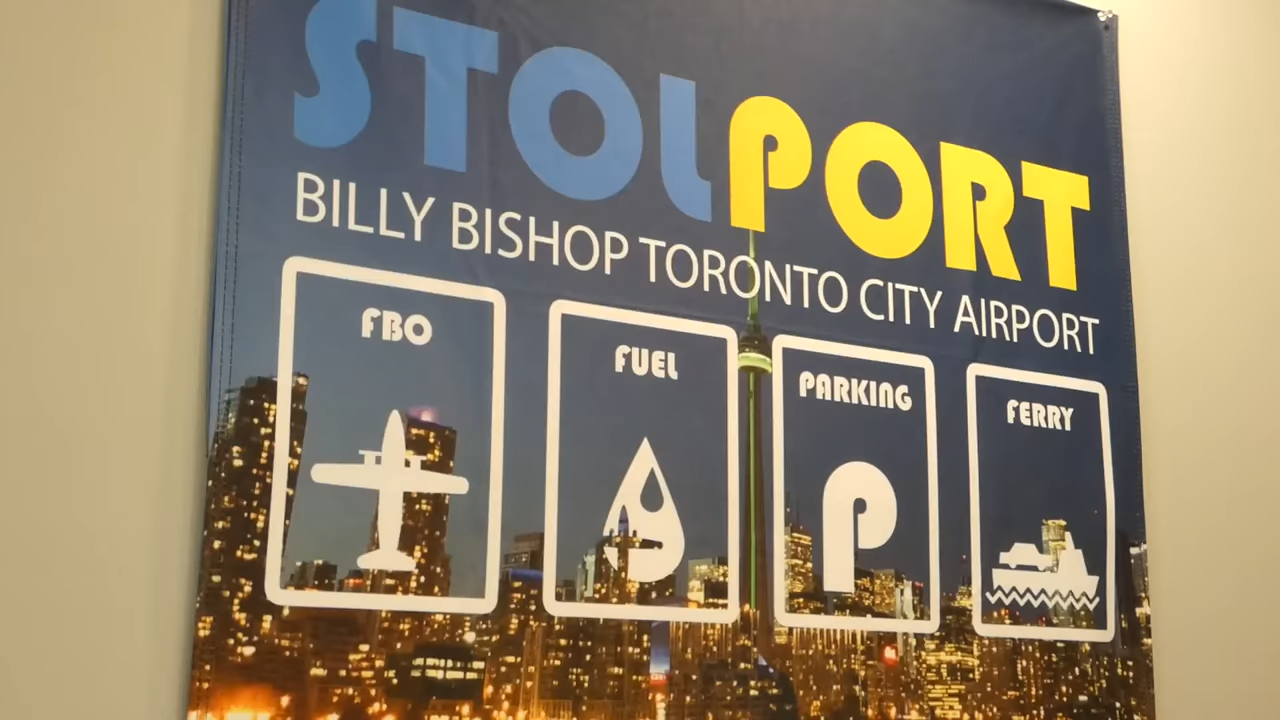 STOLPORT
BILLY BISHOP TORONTO CITY AIRPORT
FBO
FUEL
PARKING
P
FERRY